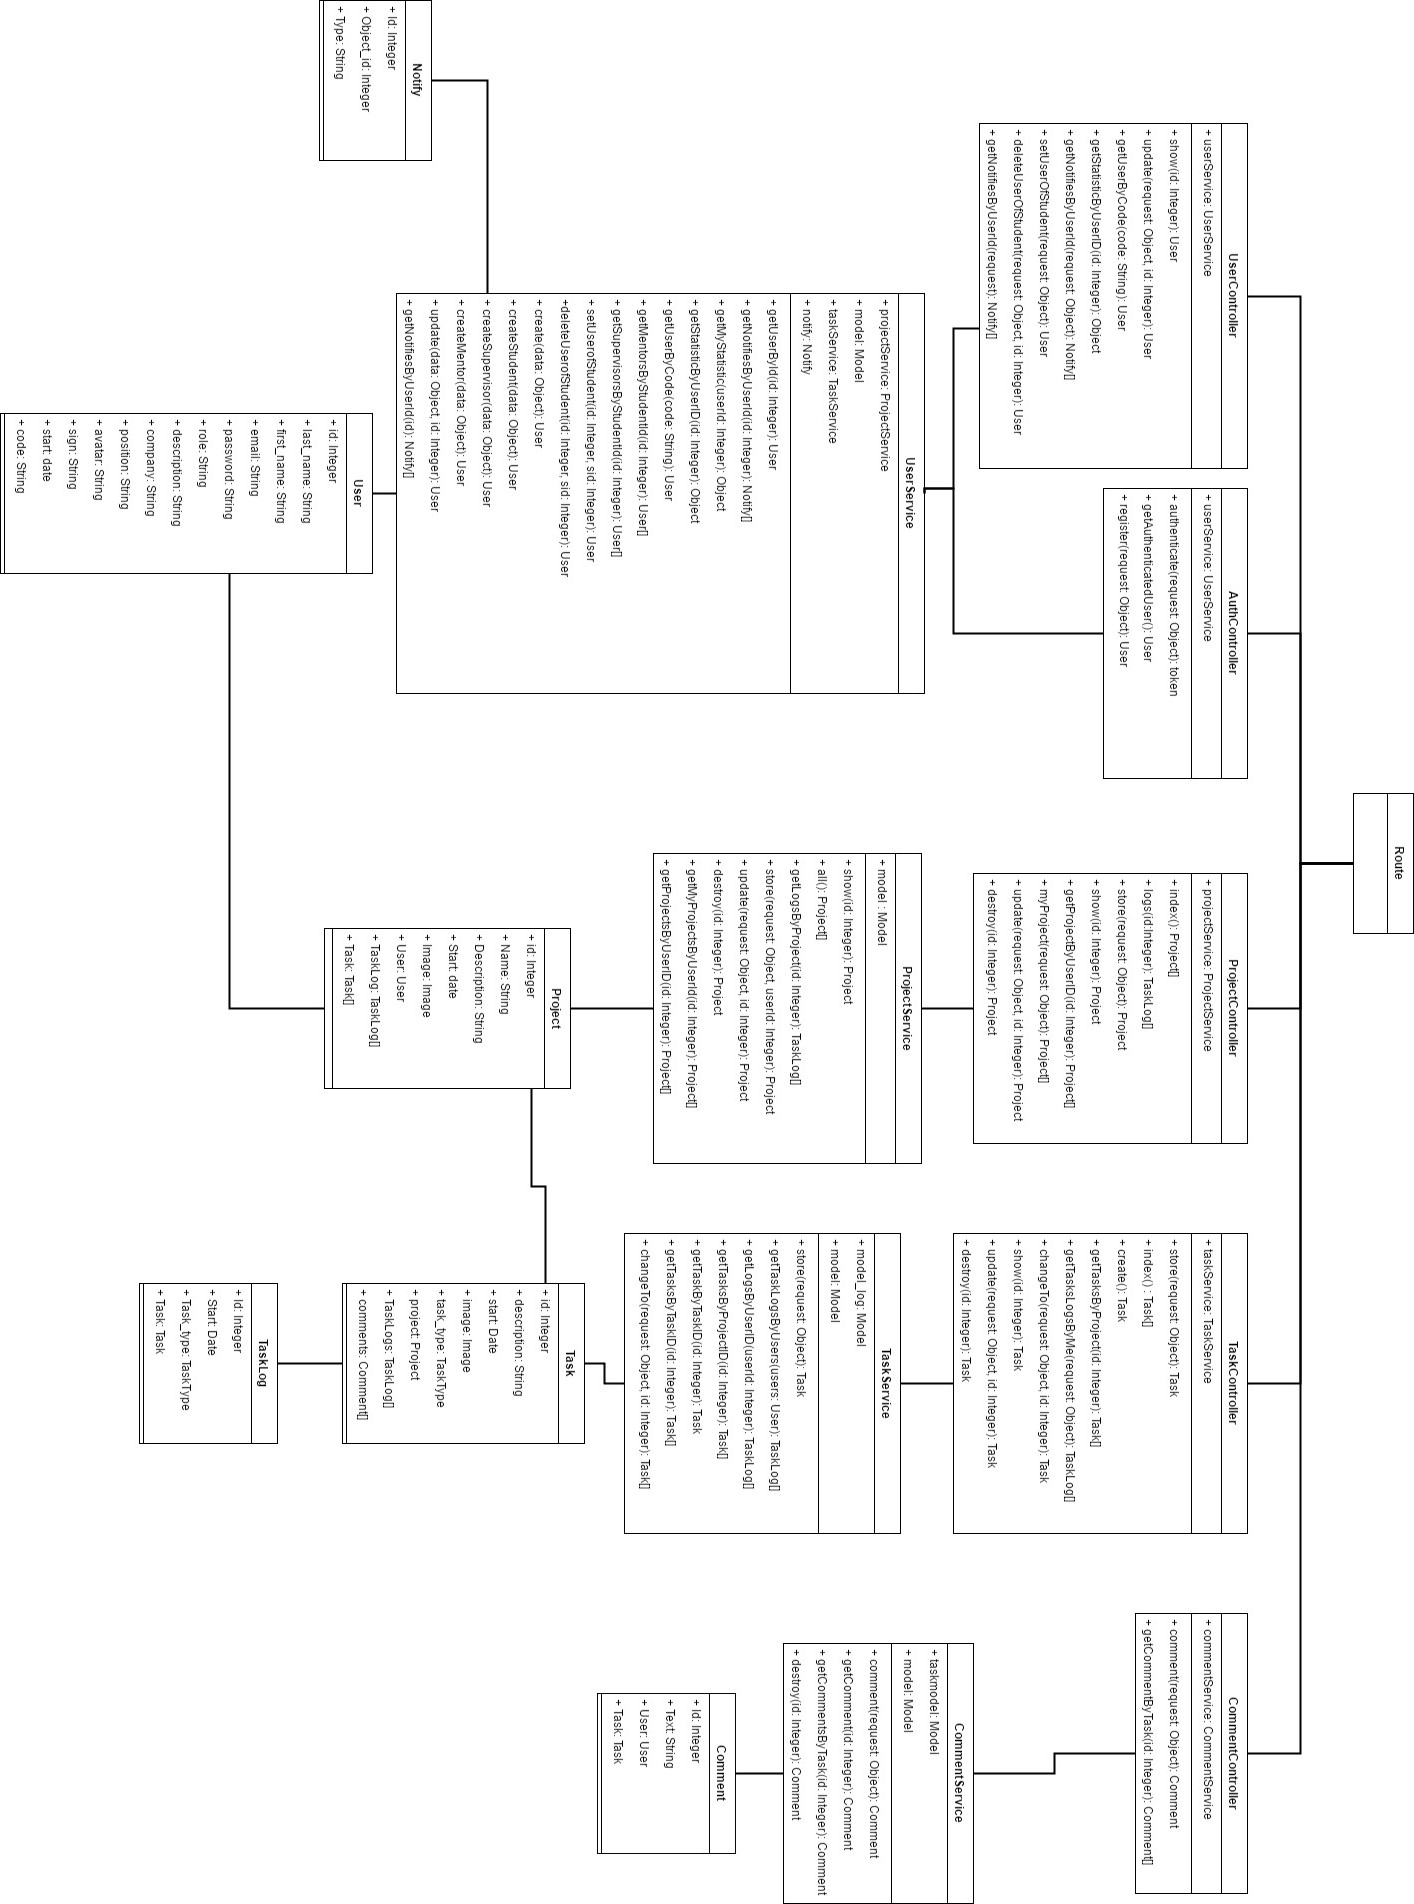 Route
UserController
+ userService: UserService
+ show(id: Integer): User
+ update(request: Object, id: Integer): User
+ getUserByCode(code: String): User
+ getStatisticByUserID(id: Integer): Object
+ getNotifiesByUserId(request: Object): Notify[]
+ setUserOfStudent(request: Object): User
+ deleteUserOfStudent(request: Object, id: Integer): User
+ getNotifiesByUserId(request): Notify[]
AuthController
+ userService: UserService
+ authenticate(request: Object): token
+ getAuthenticatedUser(): User
+ register(request: Object): User
ProjectController
+ projectService: ProjectService
+ index(): Project[]
+ logs(id:Integer): TaskLog[]
+ store(request: Object): Project
+ show(id: Integer): Project
+ getProjectByUserID(id: Integer): Project[]
+ myProject(request: Object): Project[]
+ update(request: Object, id: Integer): Project
+ destroy(id: Integer): Project
TaskController
+ taskService: TaskService
+ store(request: Object): Task
+ index() : Task[]
+ create(): Task
+ getTasksByProject(id: Integer): Task[]
+ getTasksLogsByMe(request: Object): TaskLog[]
+ changeTo(request: Object, id: Integer): Task
+ show(id: Integer): Task
+ update(request: Object, id: Integer): Task
+ destroy(id: Integer): Task
CommentController
+ commentService: CommentService
+ comment(request: Object): Comment
+ getCommentByTask(id: Integer): Comment[]
UserService
+ projectService: ProjectService
+ model: Model
+ taskService: TaskService
+ notify: Notify
+ getUserById(id: Integer): User
+ getNotifiesByUserId(id: Integer): Notify[]
+ getMyStatistic(userId: Integer): Object
+ getStatisticByUserID(id: Integer): Object
+ getUserByCode(code: String): User
+ getMentorsByStudentId(id: Integer): User[]
+ getSupervisorsByStudentId(id: Integer): User[]
+ setUserofStudent(id: Integer, sid: Integer): User
+deleteUserofStudent(id: Integer, sid: Integer): User
+ create(data: Object): User
+ createStudent(data: Object): User
+ createSupervisor(data: Object): User
+ createMentor(data: Object): User
+ update(data: Object, id: Integer): User
+ getNotifiesByUserId(id): Notify[]
ProjectService
+ model : Model
+ show(id: Integer): Project
+ all(): Project[]
+ getLogsByProject(id: Integer): TaskLog[]
+ store(request: Object, userId: Integer): Project
+ update(request: Object, id: Integer): Project
+ destroy(id: Integer): Project
+ getMyProjectsByUserId(id: Integer): Project[]
+ getProjectsByUserID(id: Integer): Project[]
TaskService
+ model_log: Model
+ model: Model
+ store(request: Object): Task
+ getTaskLogsByUsers(users: User): TaskLog[]
+ getLogsByUserID(userId: Integer): TaskLog[]
+ getTasksByProjectID(id: Integer): Task[]
+ getTaskByTaskID(id: Integer): Task
+ getTasksByTaskID(id: Integer): Task[]
+ changeTo(request: Object, id: Integer): Task[]
CommentService
+ taskmodel: Model
+ model: Model
+ comment(request: Object): Comment
+ getComment(id: Integer): Comment
+ getCommentsByTask(id: Integer): Comment
+ destroy(id: Integer): Comment
Notify
+ Id: Integer
+ Object_id: Integer
+ Type: String
User
+ id: Integer
+ last_name: String
+ first_name: String
+ email: String
+ password: String
+ role: String
+ description: String
+ company: String
+ position: String
+ avatar: String
+ sign: String
+ start: date
+ code: String
Project
+ id: Integer
+ Name: String
+ Description: String
+ Start: date
+ Image: Image
+ User: User
+ TaskLog: TaskLog[]
+ Task: Task[]
Task
+ id: Integer
+ description: String
+ start: Date
+ image: Image
+ task_type: TaskType
+ project: Project
+ TaskLogs: TaskLog[]
+ comments: Comment[]
TaskLog
+ Id: Integer
+ Start: Date
+ Task_type: TaskType
+ Task: Task
Comment
+ Id: Integer
+ Text: String
+ User: User
+ Task: Task